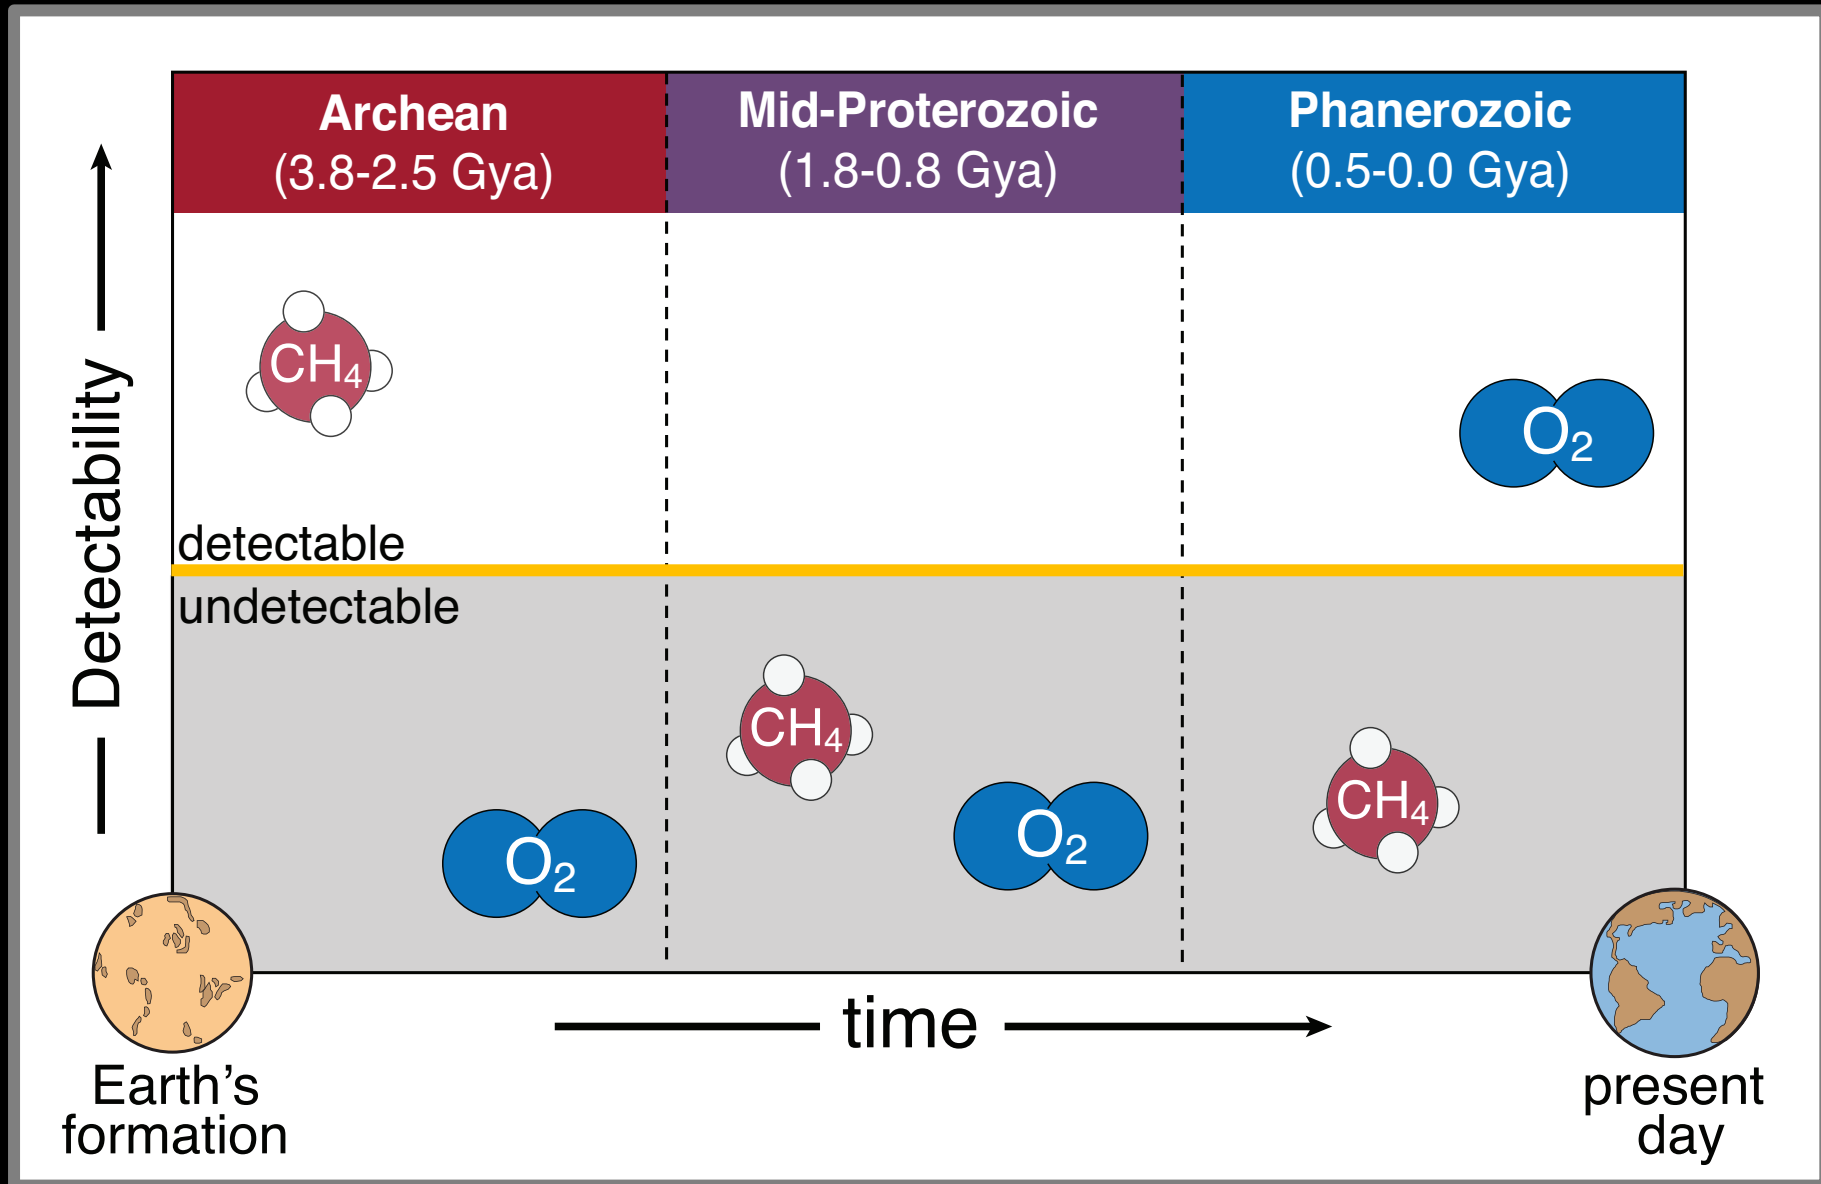 Archean
(3.8-2.5 Gya)
Mid-Proterozoic
(1.8-0.8 Gya)
Phanerozoic
(0.5-0.0 Gya)
Detectability
CH₄
O₂
detectable
undetectable
CH₄
O₂
CH₄
O₂
time
Earth's
formation
present
day